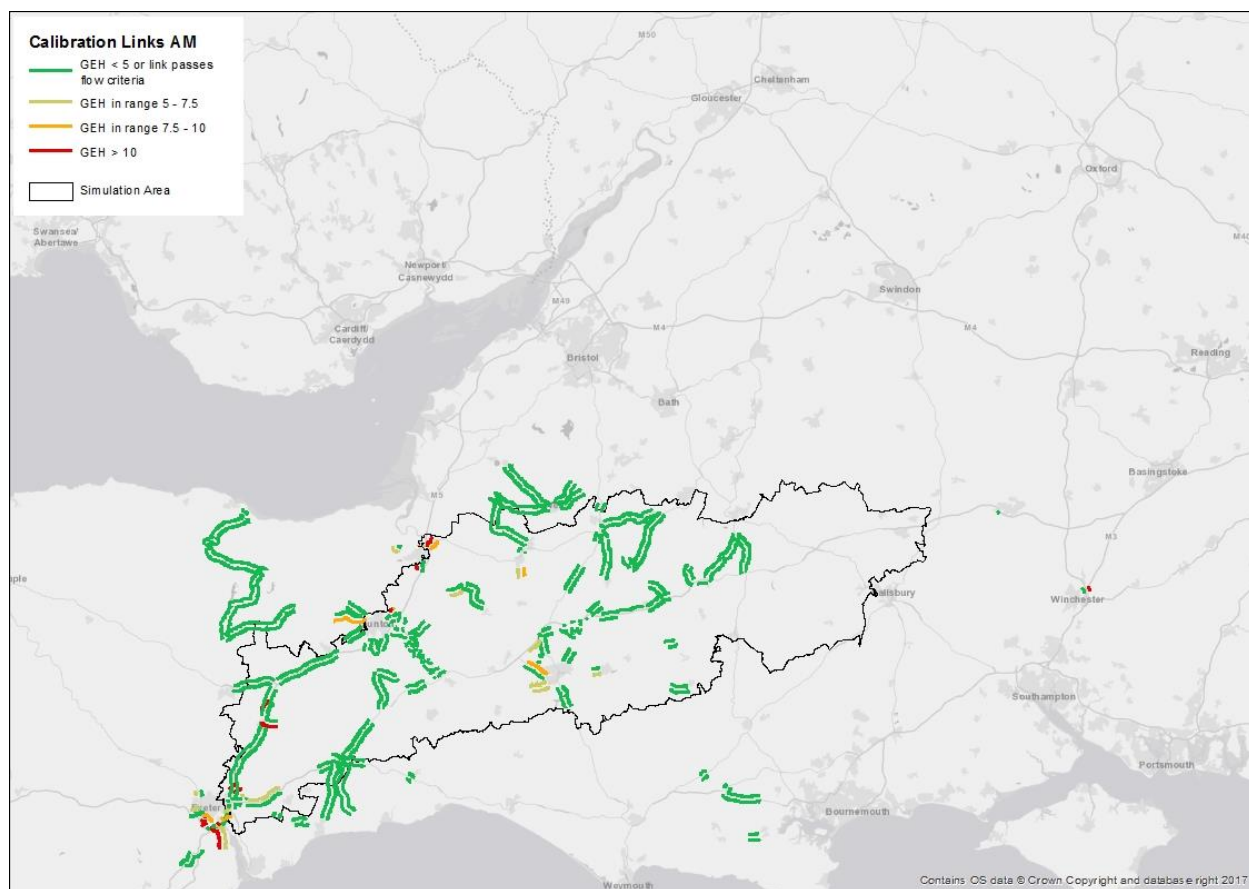 Calibration Links AM
GEH < 5 or link passes
flow criteria
GEH in range 5 - 7.5
GEH in range 7.5 - 10
GEH > 10
Simulation Area
M50
Cheltenham
Gloucester
Oxford
Swansea/
Abertawe
M40
Newport/
Casnewydd
Swindon
M49
Cardiff/
Caerdydd
M4
M4
Reading
Bristol
Bath
Basingstoke
M5
M3
Winchester
Southampton
Portsmouth
Exeter
Bournemouth
Weymouth
Contains OS data © Crown Copyright and database right 2017